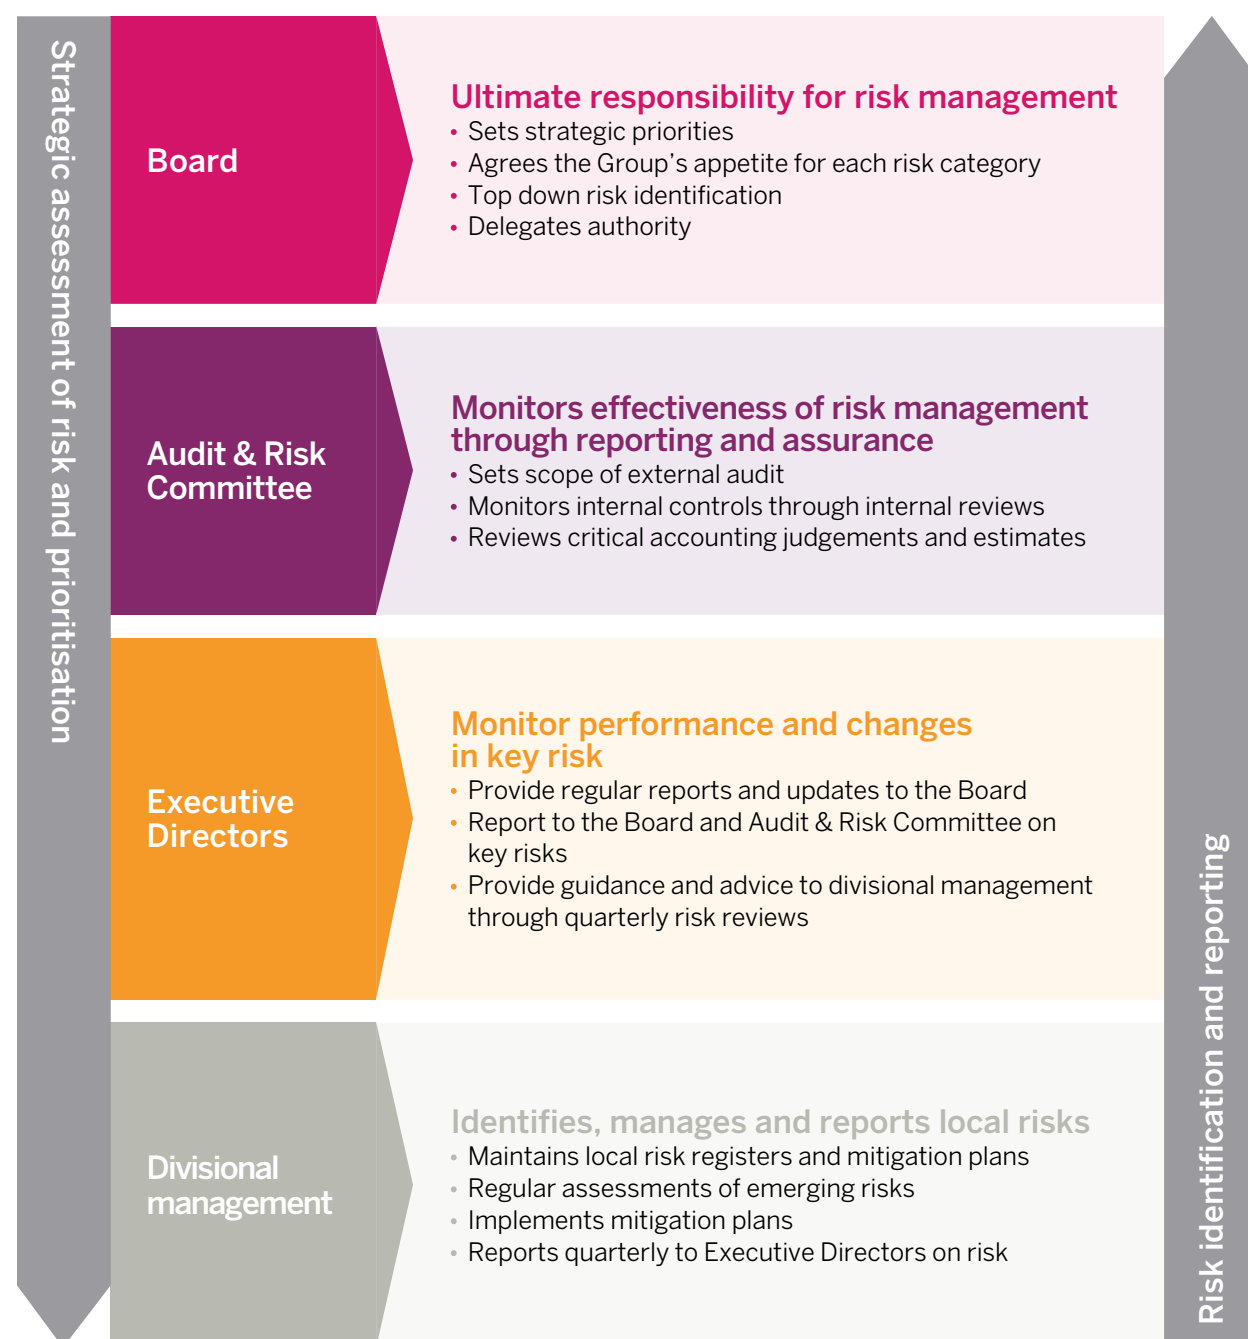 Strategic assessment of risk and prioritisation
Board
Ultimate responsibility for risk management
• Sets strategic priorities
• Agrees the Group’s appetite for each risk category
• Top down risk identification
• Delegates authority
Audit & Risk
Committee
Monitors effectiveness of risk management
through reporting and assurance
• Sets scope of external audit
• Monitors internal controls through internal reviews
• Reviews critical accounting judgements and estimates
Executive
Directors
Monitor performance and changes
in key risk
• Provide regular reports and updates to the Board
• Report to the Board and Audit & Risk Committee on
key risks
• Provide guidance and advice to divisional management
through quarterly risk reviews
Divisional
management
Identifies, manages and reports local risks
• Maintains local risk registers and mitigation plans
• Regular assessments of emerging risks
• Implements mitigation plans
• Reports quarterly to Executive Directors on risk
Risk identification and reporting